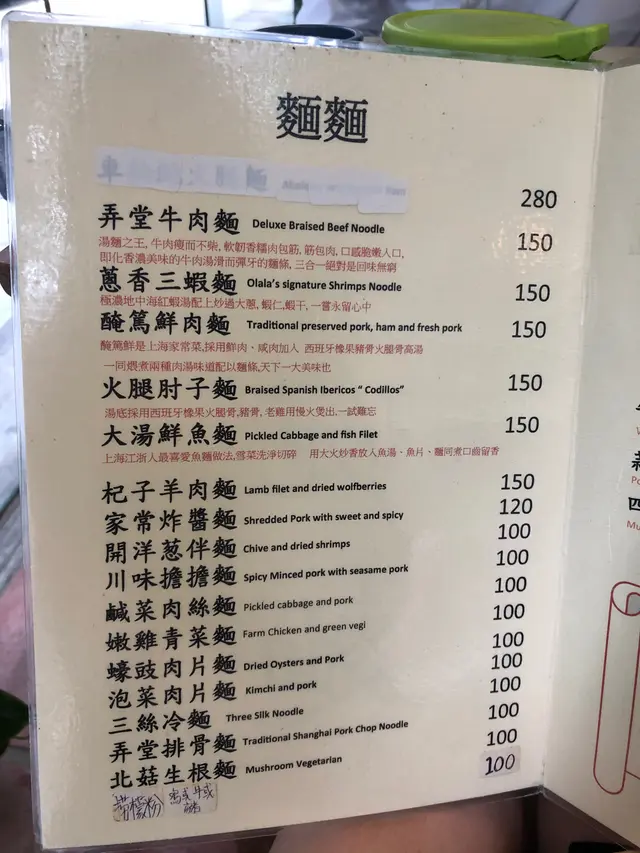 麵麵
280
弄堂牛肉麵 Deluxe Braised Beef Noodle 150
湯麵之王, 牛肉瘦而不柴, 軟韌香糯肉包筋, 筋包肉, 口感脆嫩入口,
即化香濃美味的牛肉湯滑而彈牙的麵條, 三合一絕對是回味無窮
蔥香三蝦麵 Olala's signature Shrimps Noodle 150
極濃地中海紅蝦湯配上炒過大蔥, 蝦仁, 蝦干, 一嘗永留心中
醃篤鮮肉麵 Traditional preserved pork, ham and fresh pork 150
醃篤鮮是上海家常菜,採用鮮肉、咸肉加入 西班牙橡果豬骨火腿骨高湯
一同煨煮兩種肉湯味道配以麵條,天下一大美味也
火腿肘子麵 Braised Spanish Ibericos " Codillos" 150
湯底採用西班牙橡果火腿骨,豬骨, 老雞用慢火煲出,一試難忘
大湯鮮魚麵 Pickled Cabbage and fish Filet 150
上海江浙人最喜愛魚麵做法,雪菜洗淨切碎 用大火炒香放入魚湯、魚片、麵同煮口齒留香
杞子羊肉麵 Lamb filet and dried wolfberries 150
家常炸醬麵 Shredded Pork with sweet and spicy 120
開洋葱伴麵 Chive and dried shrimps 100
川味擔擔麵 Spicy Minced pork with seasame pork 100
鹹菜肉絲麵 Pickled cabbage and pork 100
嫩雞青菜麵 Farm Chicken and green vegi 100
蠔豉肉片麵 Dried Oysters and Pork 100
泡菜肉片麵 Kimchi and pork 100
三絲冷麵 Three Silk Noodle 100
弄堂排骨麵 Traditional Shanghai Pork Chop Noodle 100
北菇生根麵 Mushroom Vegetarian 100
100